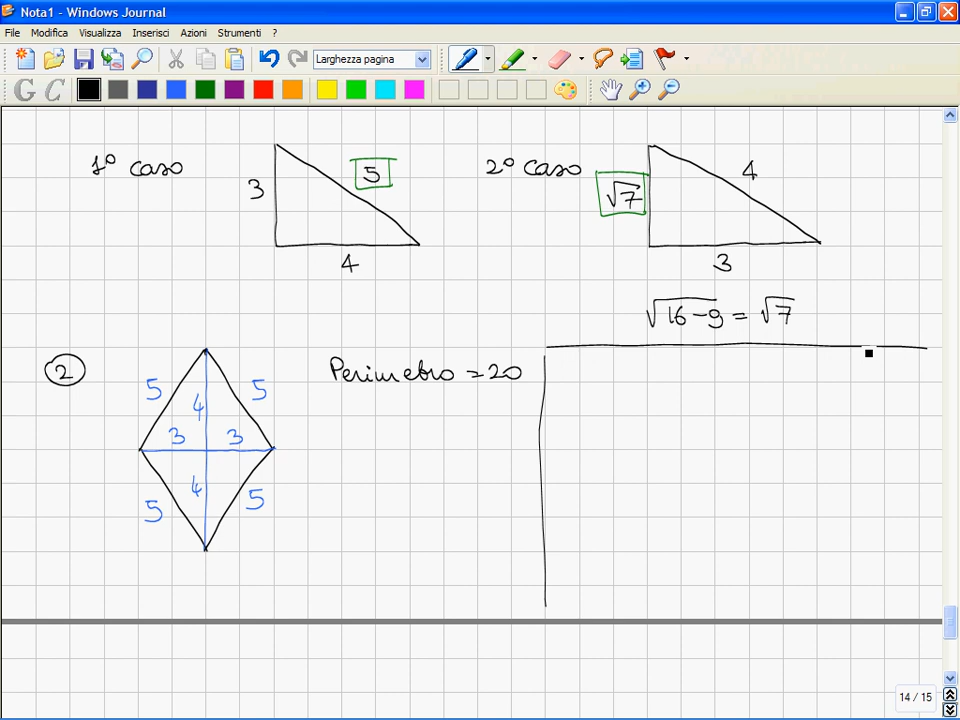 Nota1 - Windows Journal
File Modifica Visualizza Inserisci Azioni Strumenti ?
Larghezza pagina
G C
1° caso
3
5
4
2° caso
√7
4
3
√16-9 = √7
2
5 5
4
3 3
4
5 5
Perimetro = 20
14 / 15